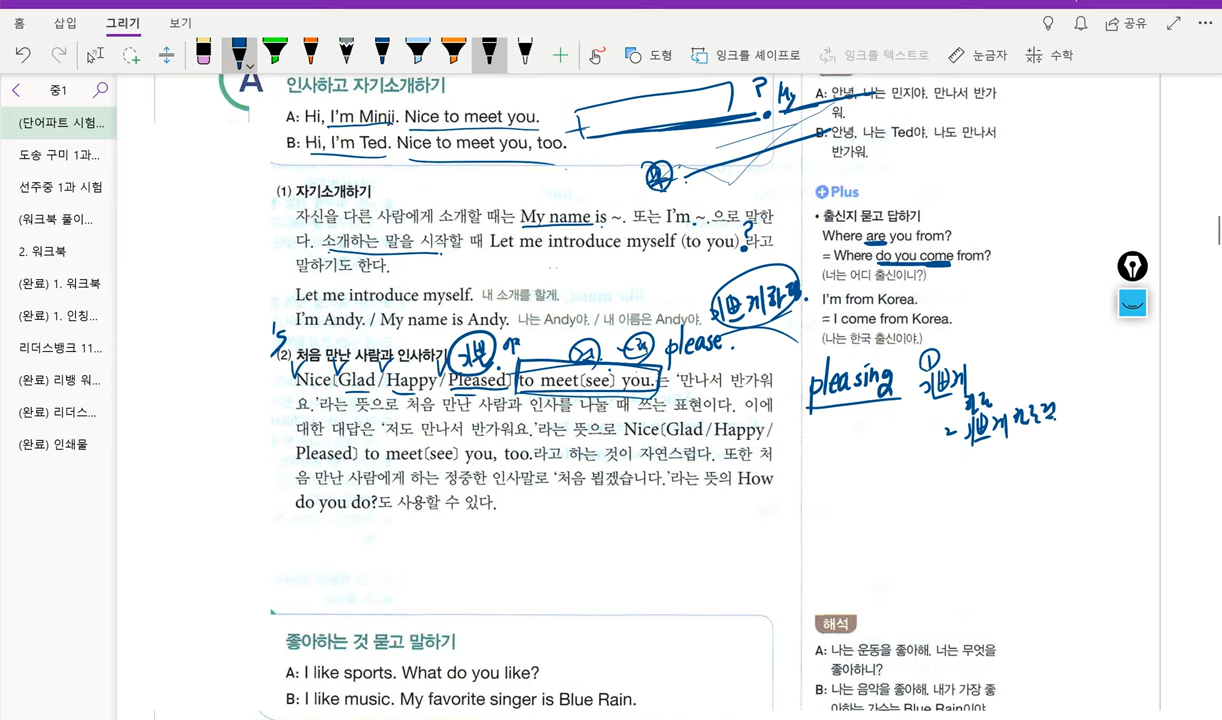 홈 삽입 그리기 보기
공유
도형 잉크를 셰이프로 잉크를 텍스트로 눈금자 수학
중1
(단어파트 시험...
도송 구미 1과...
선주중 1과 시험
(워크북 풀이...
2. 워크북
(완료) 1. 워크북
(완료) 1. 인칭...
리더스뱅크 11...
(완료) 리뱅 워...
(완료) 리더스...
(완료) 인쇄물
A 인사하고 자기소개하기
A: Hi, I'm Minji. Nice to meet you.
B: Hi, I'm Ted. Nice to meet you, too.
? My
(1) 자기소개하기
자신을 다른 사람에게 소개할 때는 My name is ~. 또는 I'm ~.으로 말한
다. 소개하는 말을 시작할 때 Let me introduce myself (to you).라고
?
말하기도 한다.
Let me introduce myself. 내 소개를 할게.
I'm Andy. / My name is Andy. 나는 Andy야. / 내 이름은 Andy야.
please.
(2) 처음 만난 사람과 인사하기
Nice(Glad/Happy/Pleased) to meet(see) you.는 '만나서 반가워
요.'라는 뜻으로 처음 만난 사람과 인사를 나눌 때 쓰는 표현이다. 이에
대한 대답은 '저도 만나서 반가워요.'라는 뜻으로 Nice(Glad/Happy/
Pleased) to meet(see) you, too.라고 하는 것이 자연스럽다. 또한 처
음 만난 사람에게 하는 정중한 인사말로 '처음 뵙겠습니다.'라는 뜻의 How
do you do?도 사용할 수 있다.
좋아하는 것 묻고 말하기
A: I like sports. What do you like?
B: I like music. My favorite singer is Blue Rain.
A: 안녕, 나는 민지야. 만나서 반가
워.
B: 안녕, 나는 Ted야. 나도 만나서
반가워.
Plus
• 출신지 묻고 답하기
Where are you from?
= Where do you come from?
(너는 어디 출신이니?)
I'm from Korea.
= I come from Korea.
(나는 한국 출신이야.)
pleasing ① 기쁘게
해석
A: 나는 운동을 좋아해. 너는 무엇을
좋아하니?
B: 나는 음악을 좋아해. 내가 가장 좋
아하는 가수는 Blue Rain이야.